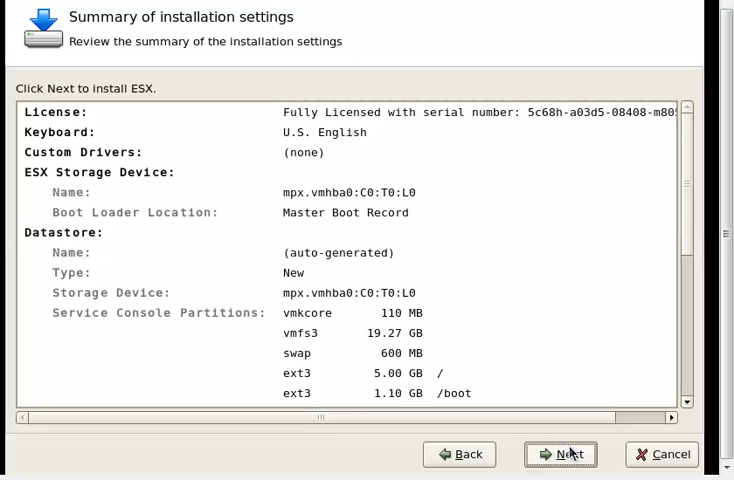 Summary of installation settings
Review the summary of the installation settings
Click Next to install ESX.
License: Fully Licensed with serial number: 5c68h-a03d5-08408-m80
Keyboard: U.S. English
Custom Drivers: (none)
ESX Storage Device:
Name: mpx.vmhba0:C0:T0:L0
Boot Loader Location: Master Boot Record
Datastore:
Name: (auto-generated)
Type: New
Storage Device: mpx.vmhba0:C0:T0:L0
Service Console Partitions: vmkcore 110 MB
vmfs3 19.27 GB
swap 600 MB
ext3 5.00 GB /
ext3 1.10 GB /boot
Back Next Cancel